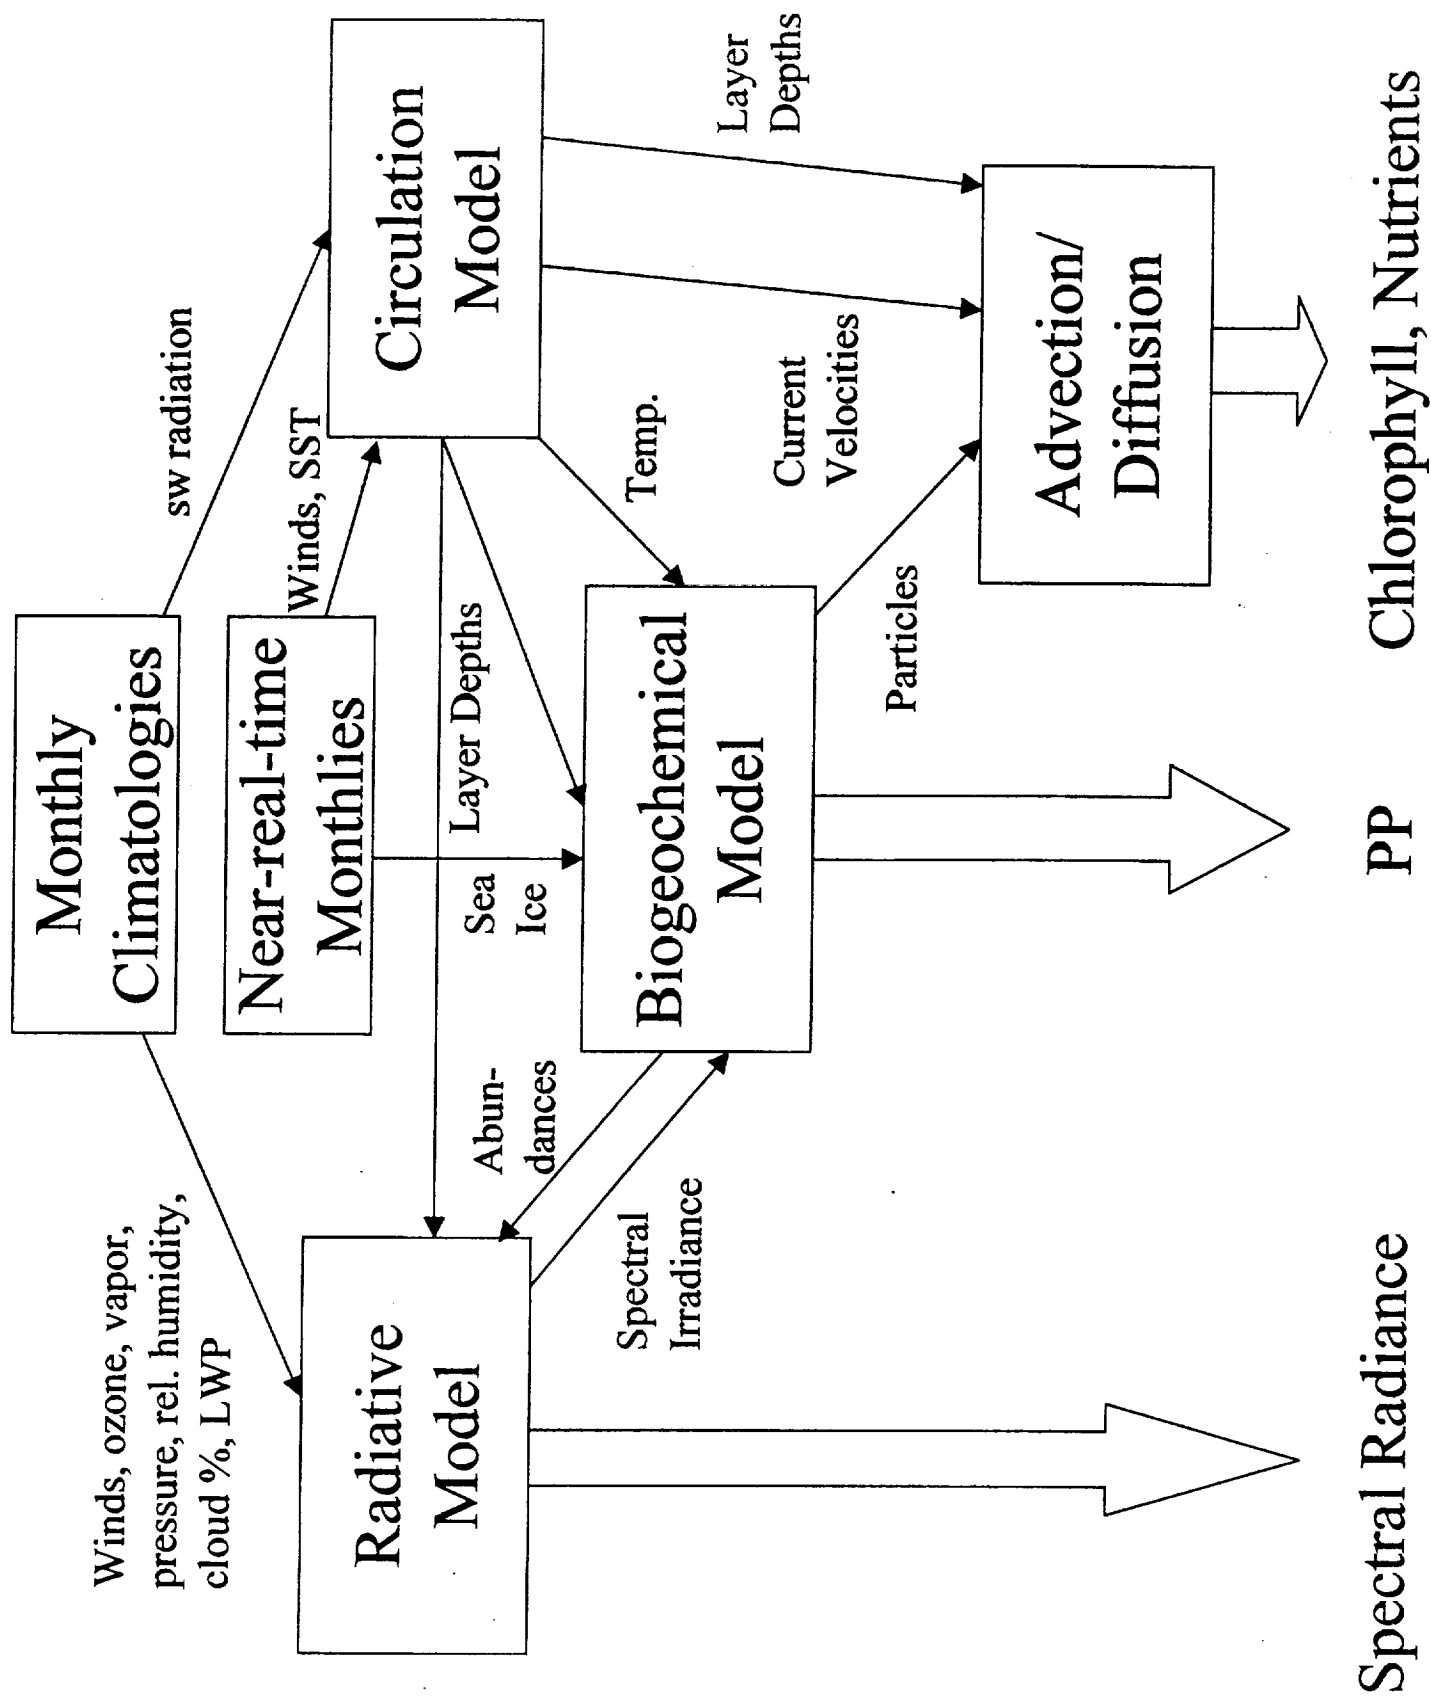 Monthly
Climatologies
Winds, ozone, vapor,
pressure, rel. humidity,
cloud %, LWP
sw radiation
Near-real-time
Monthlies
Winds, SST
Radiative
Model
Circulation
Model
Layer Depths
Sea
Ice
Abun-
dances
Temp.
Layer
Depths
Spectral
Irradiance
Biogeochemical
Model
Current
Velocities
Particles
Advection/
Diffusion
Spectral Radiance
PP
Chlorophyll, Nutrients